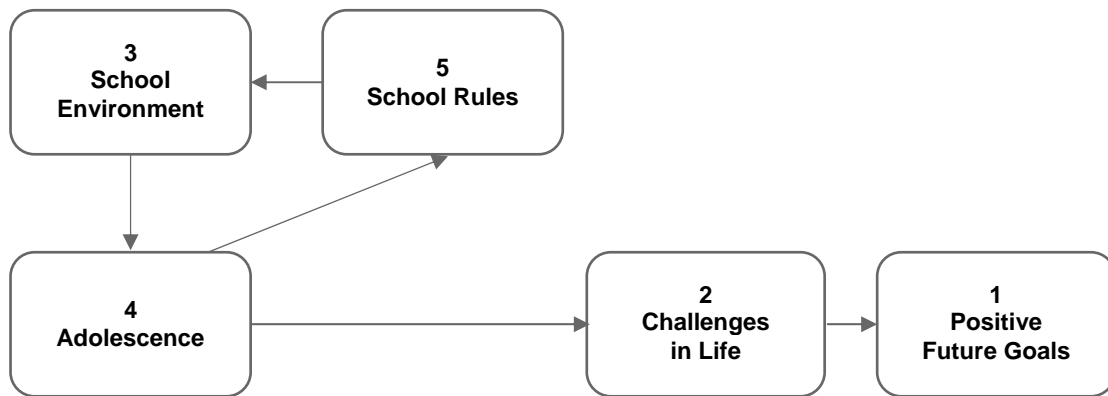 3
School
Environment
5
School Rules
4
Adolescence
2
Challenges
in Life
1
Positive
Future Goals